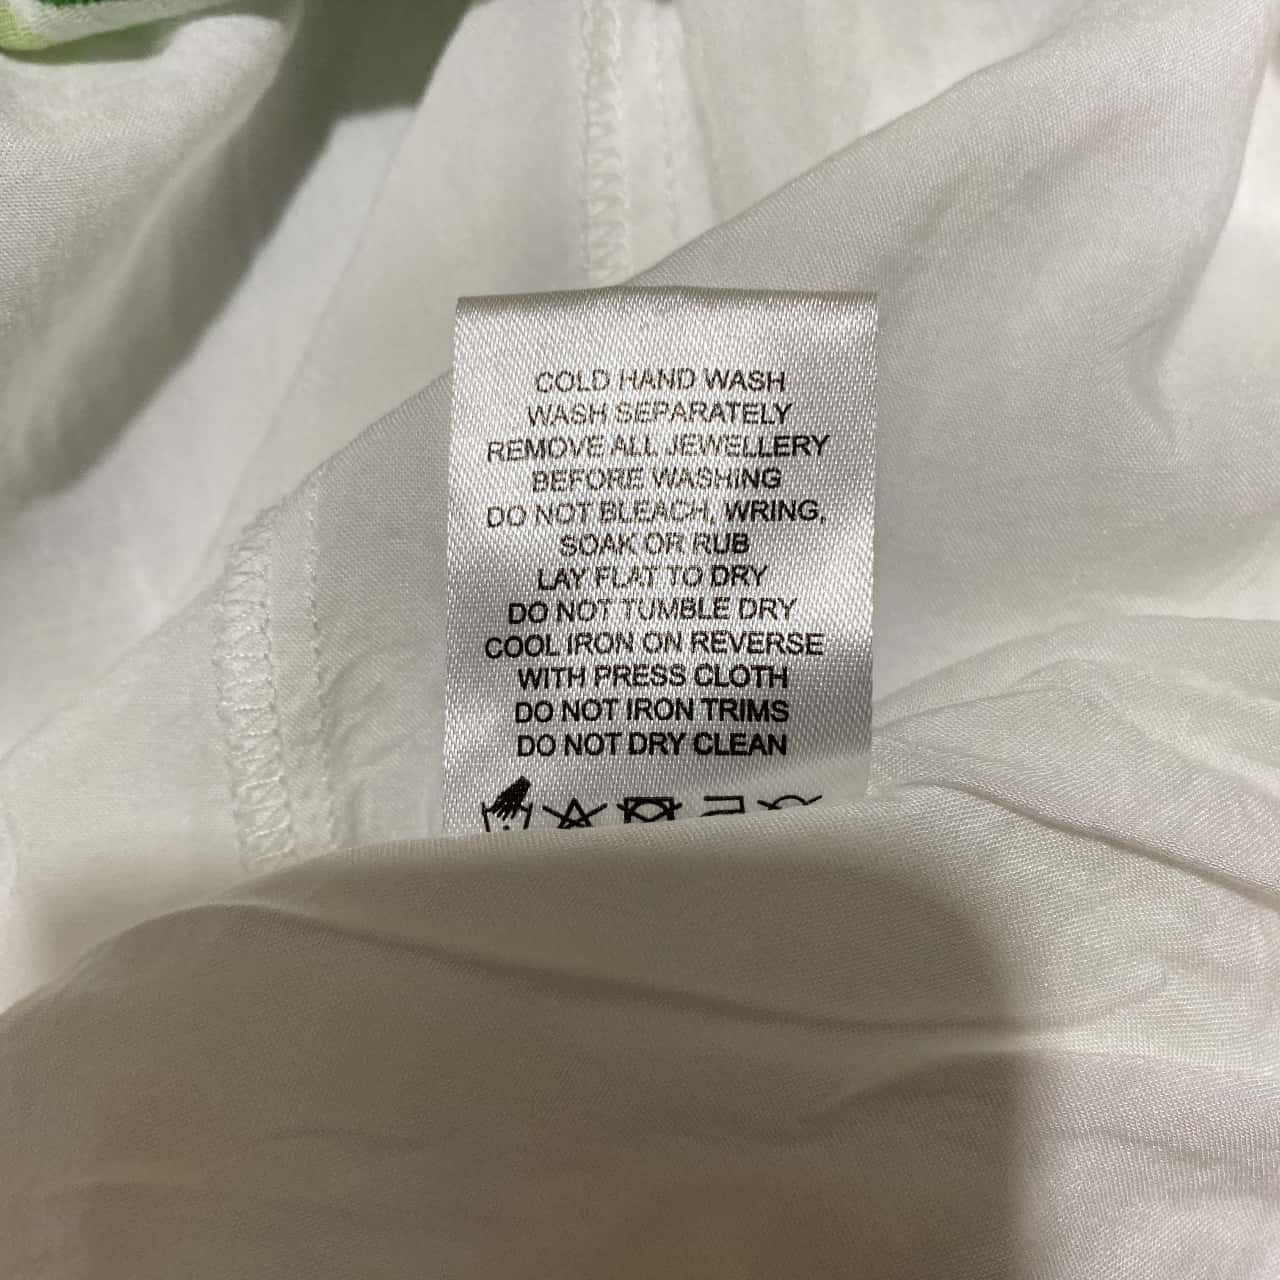 COLD HAND WASH
WASH SEPARATELY
REMOVE ALL JEWELLERY
BEFORE WASHING
DO NOT BLEACH, WRING,
SOAK OR RUB
LAY FLAT TO DRY
DO NOT TUMBLE DRY
COOL IRON ON REVERSE
WITH PRESS CLOTH
DO NOT IRON TRIMS
DO NOT DRY CLEAN